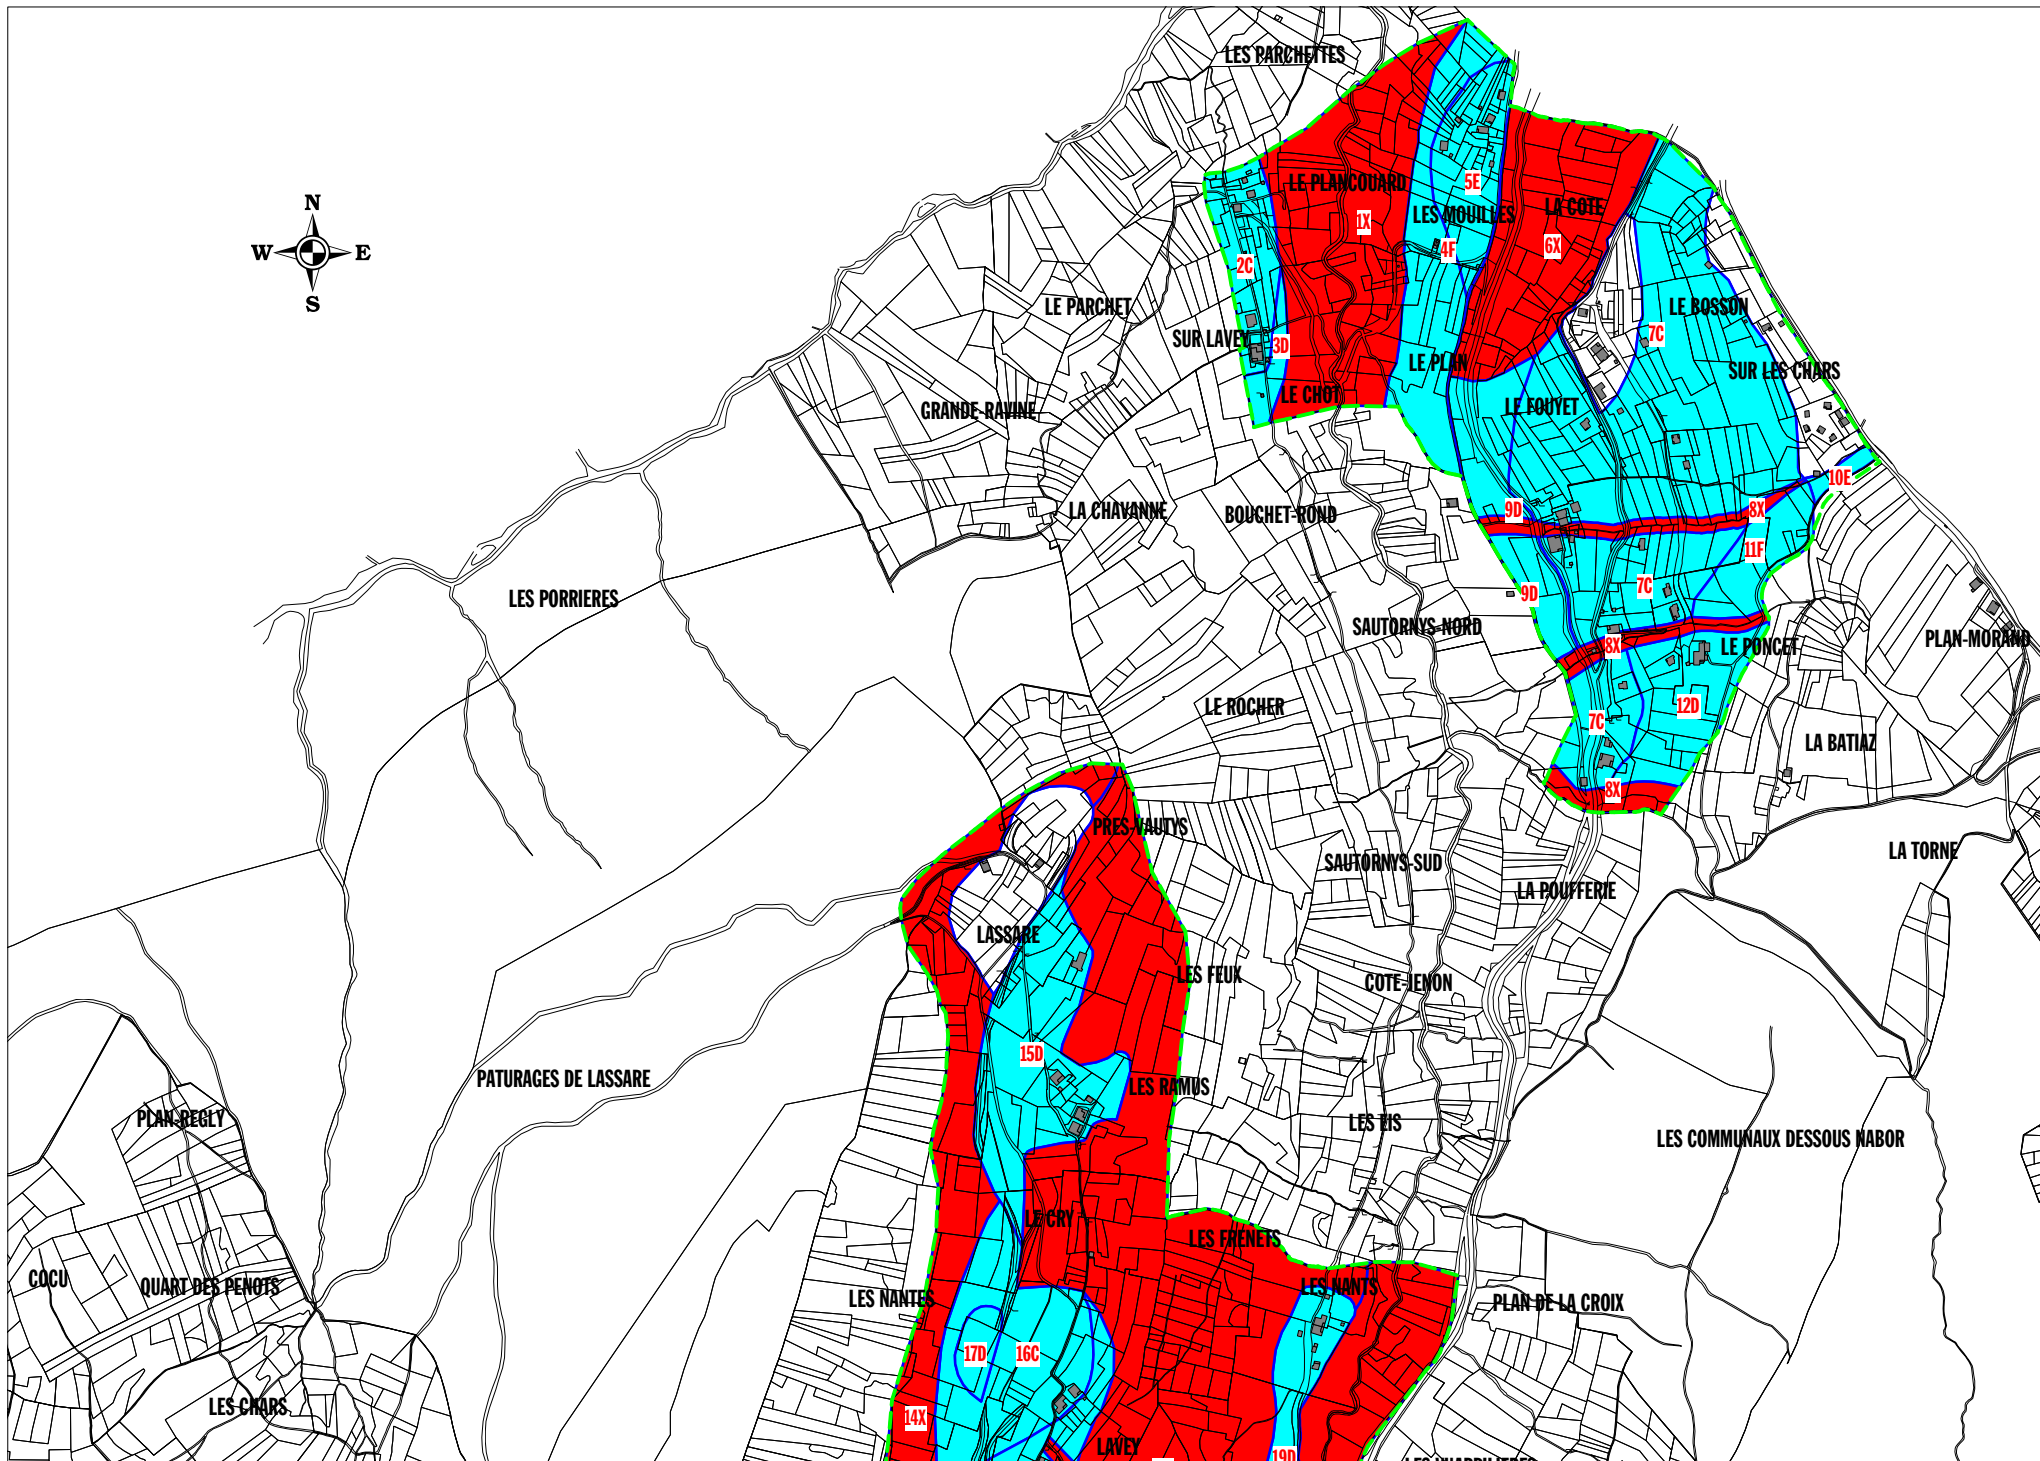 LES PARCHETTES
LE PLANCOUARD
5E
LES MOUILLES
LA COTE
1X
4F
6X
N
W
E
S
2C
LE PARCHET
LE BOSSON
SUR LAVEY
3D
7C
LE PLAN
SUR LES CHARS
LE CHOT
LE FOUYET
GRANDE-RAVINE
10E
LA CHAVANNE
BOUCHET-ROND
9D
8X
11F
LES PORRIERES
9D
7C
SAUTORNYS-NORD
8X
LE PONCET
PLAN-MORAND
LE ROCHER
12D
7C
LA BATIAZ
8X
PRES-VAUTYS
SAUTORNYS-SUD
LA TORNE
LA POUFFERIE
LASSARE
LES FEUX
COTE-JENON
15D
PATURAGES DE LASSARE
LES RAMUS
PLAN-REGLY
LES EIS
LES COMMUNAUX DESSOUS NABOR
LE CRY
LES FRENETS
COCU
QUART DES PENOTS
LES NANTS
LES NANTES
PLAN DE LA CROIX
17D
16C
LES CHARS
14X
LAVEY
19D